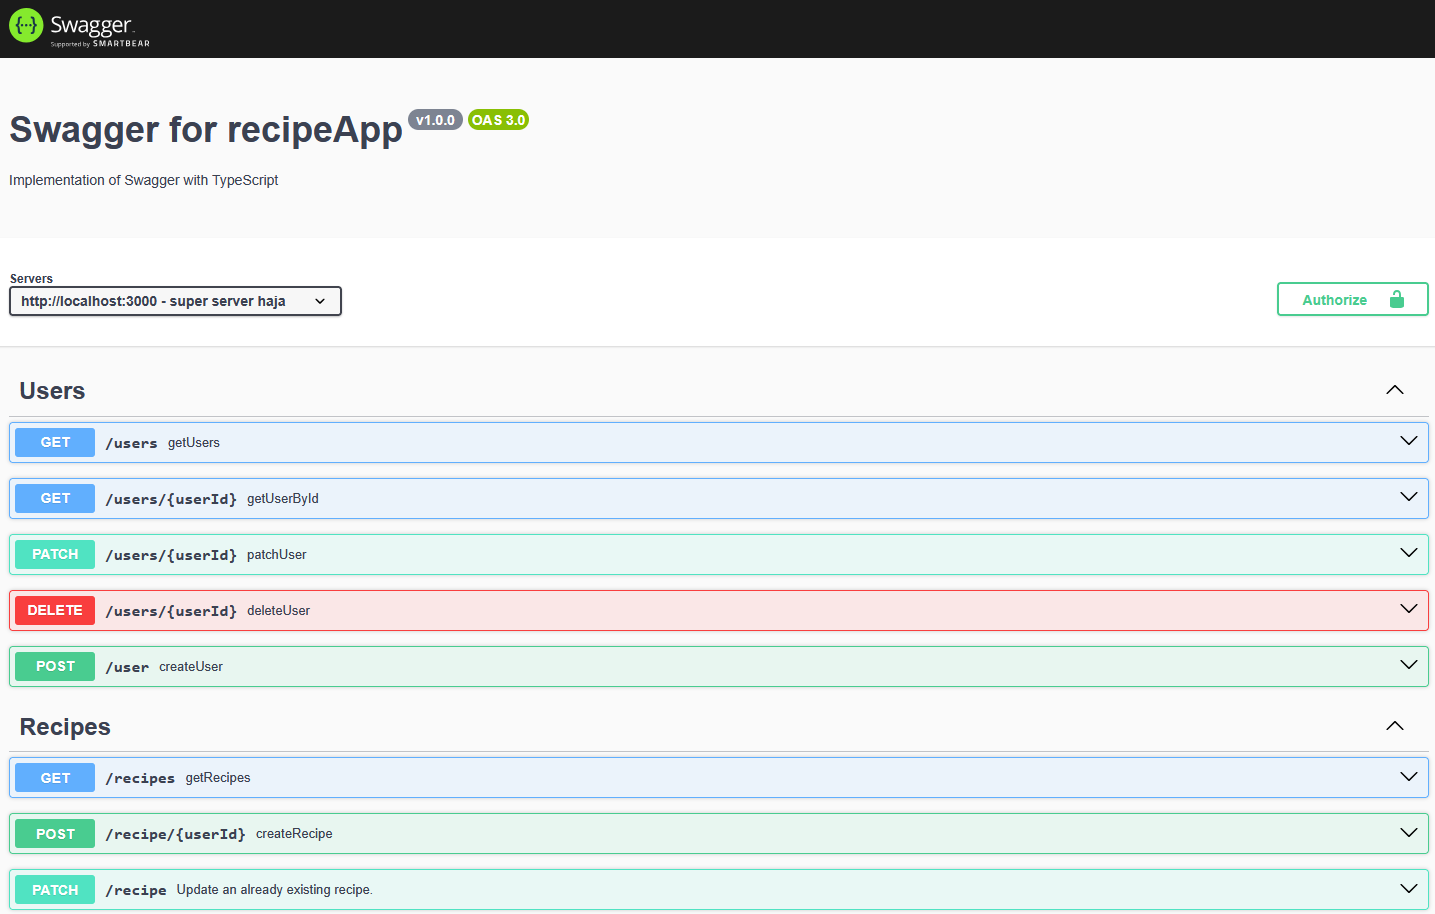 Swagger
Supported by SMARTBEAR
Swagger for recipeApp v1.0.0 OAS 3.0
Implementation of Swagger with TypeScript
Servers
http://localhost:3000 - super server haja
Authorize
Users
GET /users getUsers
GET /users/{userId} getUserById
PATCH /users/{userId} patchUser
DELETE /users/{userId} deleteUser
POST /user createUser
Recipes
GET /recipes getRecipes
POST /recipe/{userId} createRecipe
PATCH /recipe Update an already existing recipe.